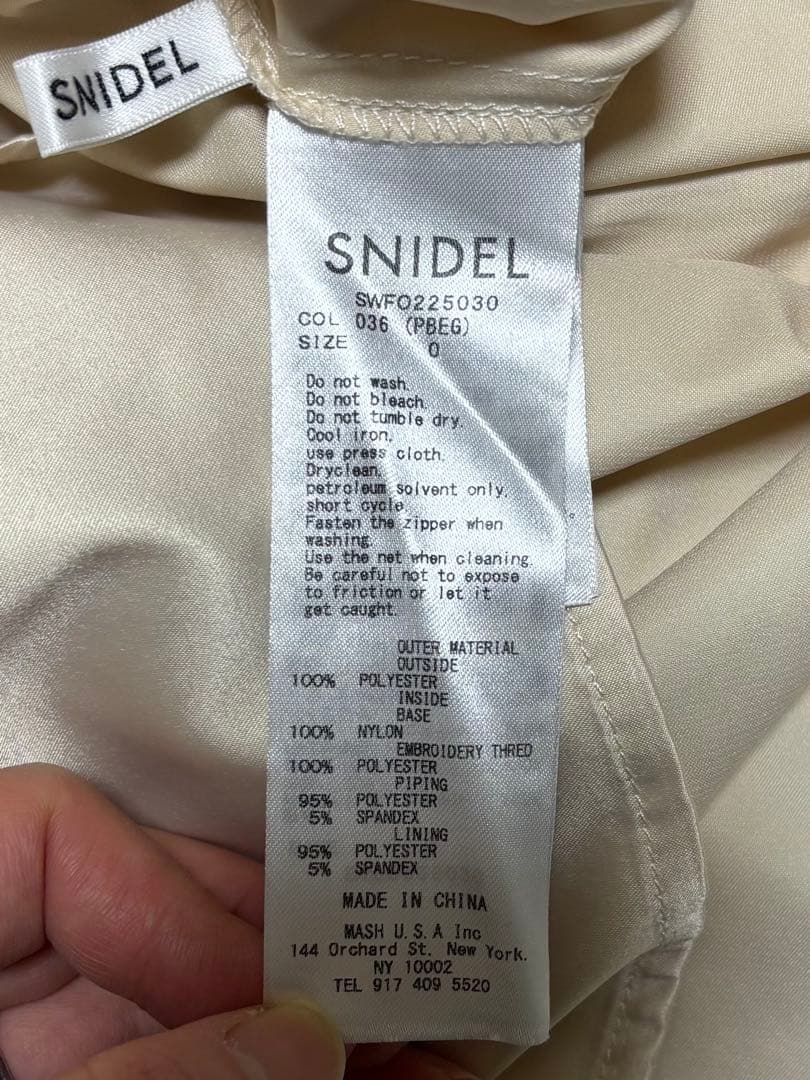 SNIDEL
SNIDEL
SWFO225030
COL 036 (PBEG)
SIZE 0
Do not wash.
Do not bleach.
Do not tumble dry.
Cool iron.
use press cloth.
Dryclean.
petroleum solvent only,
short cycle.
Fasten the zipper when
washing.
Use the net when cleaning.
Be careful not to expose
to friction or let it
get caught.
OUTER MATERIAL
OUTSIDE
100% POLYESTER
INSIDE
BASE
100% NYLON
EMBROIDERY THRED
100% POLYESTER
PIPING
95% POLYESTER
5% SPANDEX
LINING
95% POLYESTER
5% SPANDEX
MADE IN CHINA
MASH U.S.A Inc
144 Orchard St. New York.
NY 10002
TEL 917 409 5520